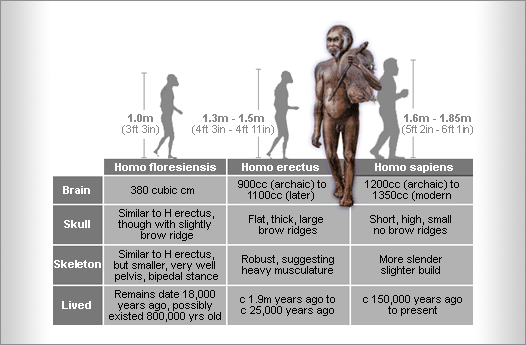 1.0m
(3ft 3in)
1.3m - 1.5m
(4ft 3in - 4ft 11in)
1.6m - 1.85m
(5ft 2in - 6ft 1in)
Homo floresiensis
Homo erectus
Homo sapiens
Brain
380 cubic cm
900cc (archaic) to
1100cc (later)
1200cc (archaic) to
1350cc (modern
Skull
Similar to H erectus,
though with slightly
brow ridge
Flat, thick, large
brow ridges
Short, high, small
no brow ridges
Skeleton
Similar to H erectus,
but smaller, very well
pelvis, bipedal stance
Robust, suggesting
heavy musculature
More slender
slighter build
Lived
Remains date 18,000
years ago, possibly
existed 800,000 yrs old
c 1.9m years ago to
c 25,000 years ago
c 150,000 years ago
to present